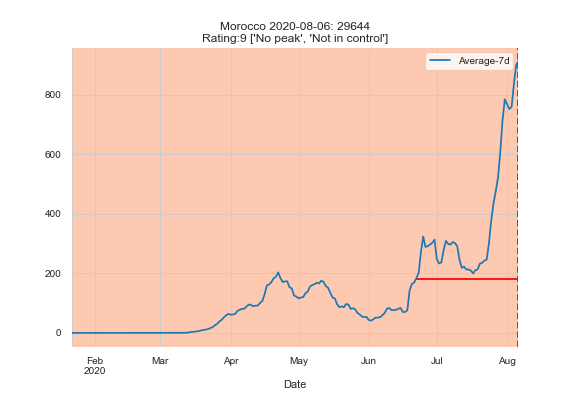 Morocco 2020-08-06: 29644
Rating:9 ['No peak', 'Not in control']
Average-7d
800
600
400
200
0
Feb
2020
Mar
Apr
May
Jun
Jul
Aug
Date